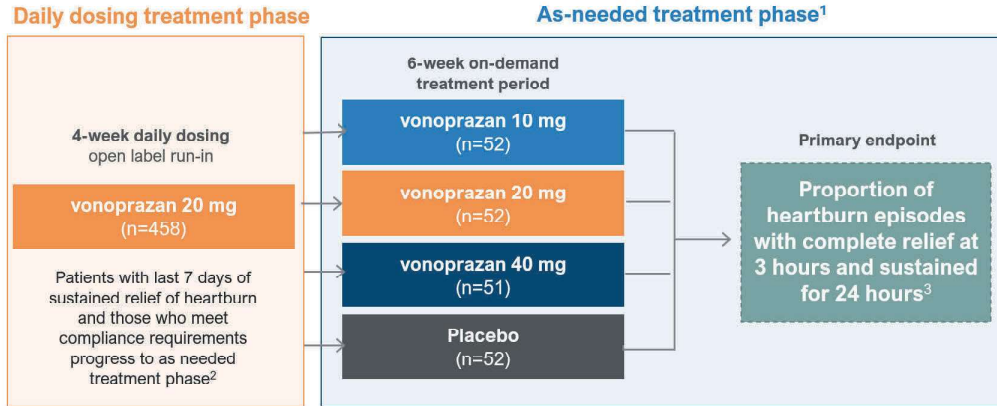 Daily dosing treatment phase
As-needed treatment phase¹
4-week daily dosing
open label run-in
vonoprazan 20 mg
(n=458)
Patients with last 7 days of
sustained relief of heartburn
and those who meet
compliance requirements
progress to as needed
treatment phase²
6-week on-demand
treatment period
vonoprazan 10 mg
(n=52)
vonoprazan 20 mg
(n=52)
vonoprazan 40 mg
(n=51)
Placebo
(n=52)
Primary endpoint
Proportion of
heartburn episodes
with complete relief at
3 hours and sustained
for 24 hours³